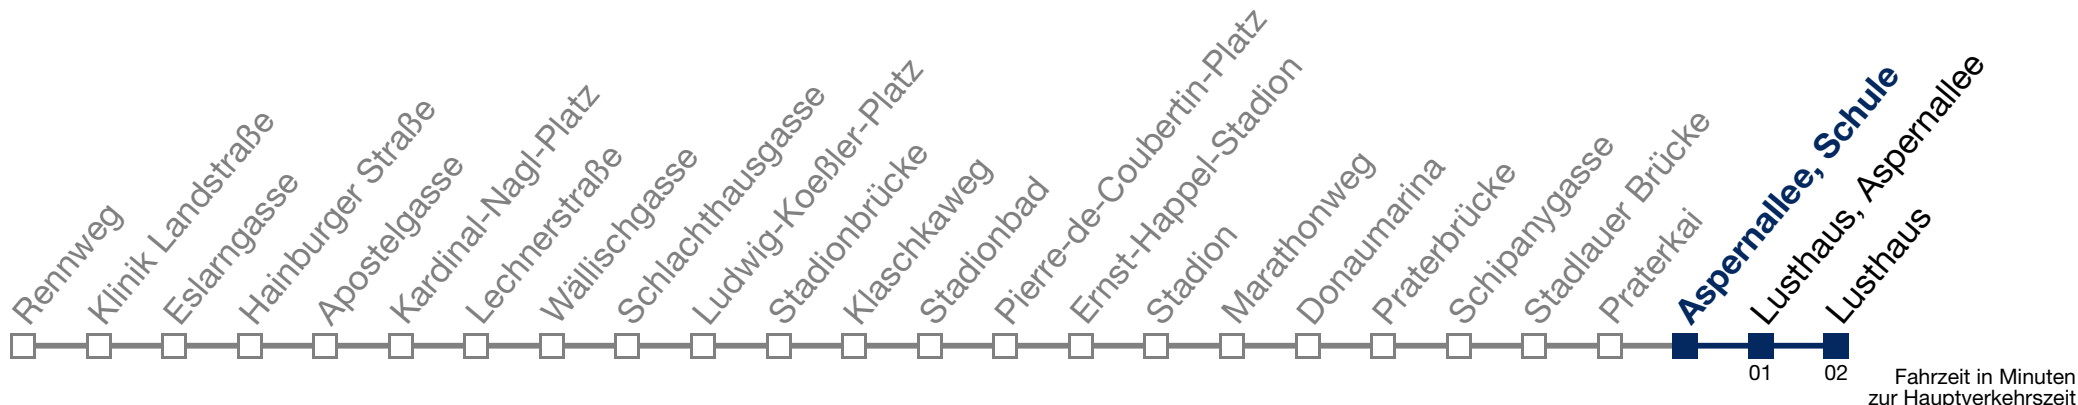 Rennweg
Klinik Landstraße
Eslarngasse
Hainburger Straße
Apostelgasse
Kardinal-Nagl-Platz
Lechnerstraße
Wällischgasse
Schlachthausgasse
Ludwig-Koeßler-Platz
Stadionbrücke
Klaschkaweg
Stadionbad
Pierre-de-Coubertin-Platz
Ernst-Happel-Stadion
Stadion
Marathonweg
Donaumarina
Praterbrücke
Schipanygasse
Stadlauer Brücke
Praterkai
Aspernallee, Schule
Lusthaus, Aspernallee
Lusthaus
01
02
Fahrzeit in Minuten
zur Hauptverkehrszeit